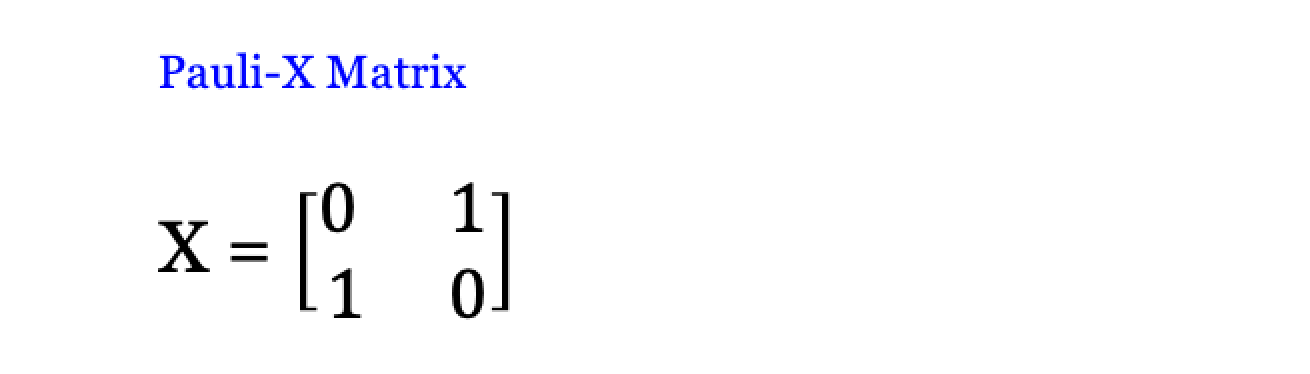 Pauli-X Matrix
X = [0 1
1 0]